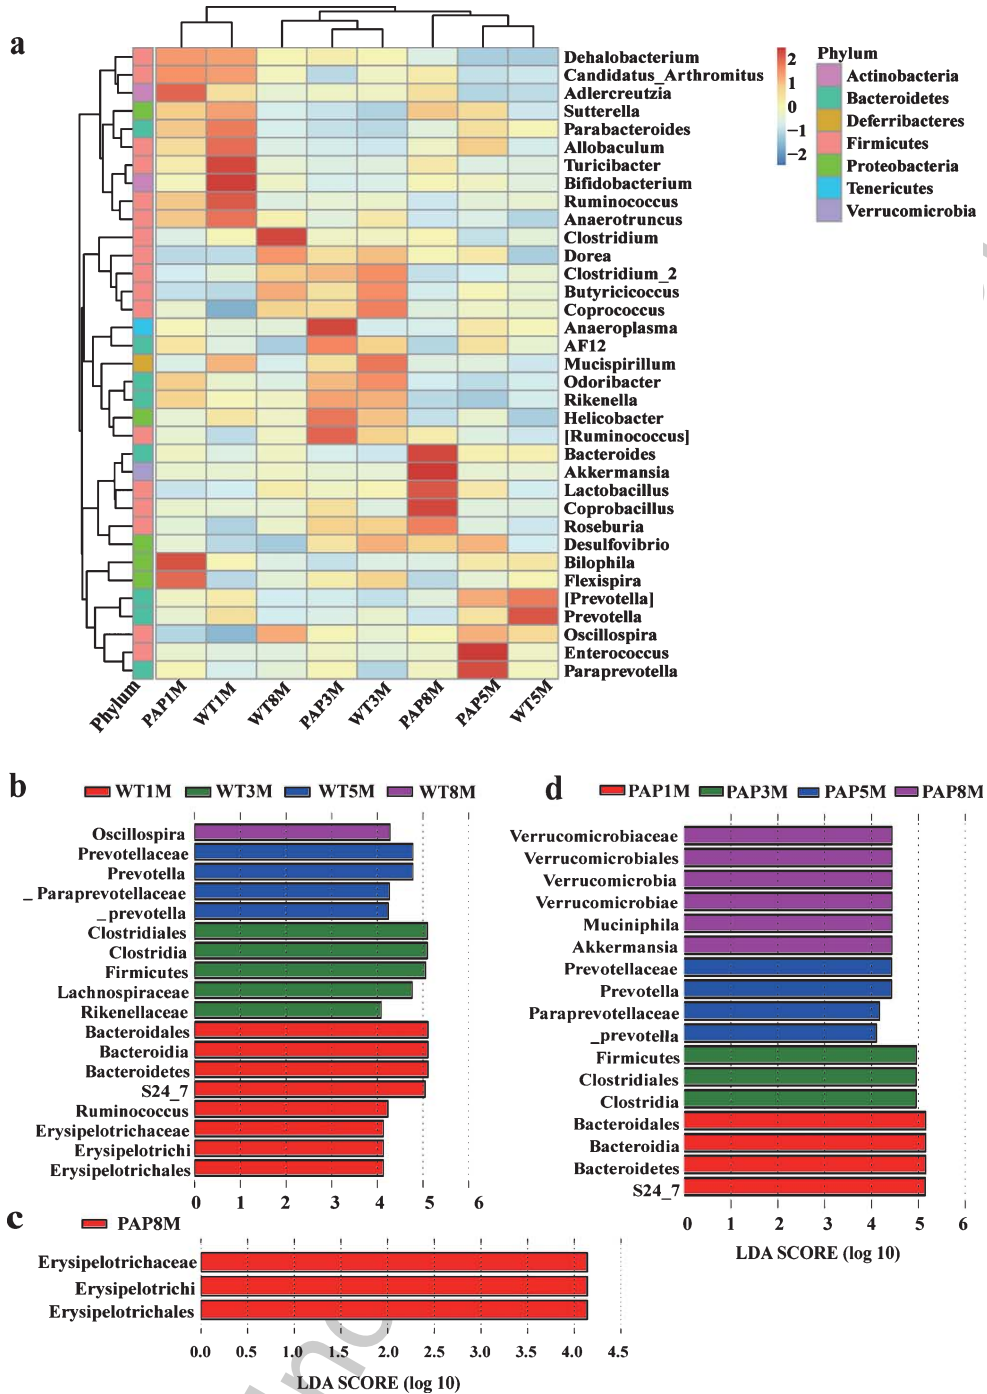 a
Dehalobacterium
Candidatus_Arthromitus
Adlercreutzia
Sutterella
Parabacteroides
Allobaculum
Turicibacter
Bifidobacterium
Ruminococcus
Anaerotruncus
Clostridium
Dorea
Clostridium_2
Butyricicoccus
Coprococcus
Anaeroplasma
AF12
Mucispirillum
Odoribacter
Rikenella
Helicobacter
[Ruminococcus]
Bacteroides
Akkermansia
Lactobacillus
Coprobacillus
Roseburia
Desulfovibrio
Bilophila
Flexispira
[Prevotella]
Prevotella
Oscillospira
Enterococcus
Paraprevotella
2
1
0
−1
−2
Phylum
Actinobacteria
Bacteroidetes
Deferribacteres
Firmicutes
Proteobacteria
Tenericutes
Verrucomicrobia
Phylum PAP1M WT1M WT8M PAP3M WT3M PAP8M PAP5M WT5M
b
WT1M WT3M WT5M WT8M
Oscillospira
Prevotellaceae
Prevotella
_ Paraprevotellaceae
_ prevotella
Clostridiales
Clostridia
Firmicutes
Lachnospiraceae
Rikenellaceae
Bacteroidales
Bacteroidia
Bacteroidetes
S24_7
Ruminococcus
Erysipelotrichaceae
Erysipelotrichi
Erysipelotrichales
0 1 2 3 4 5 6
c
PAP8M
Erysipelotrichaceae
Erysipelotrichi
Erysipelotrichales
0.0 0.5 1.0 1.5 2.0 2.5 3.0 3.5 4.0 4.5
LDA SCORE (log 10)
d
PAP1M PAP3M PAP5M PAP8M
Verrucomicrobiaceae
Verrucomicrobiales
Verrucomicrobia
Verrucomicrobiae
Muciniphila
Akkermansia
Prevotellaceae
Prevotella
Paraprevotellaceae
_prevotella
Firmicutes
Clostridiales
Clostridia
Bacteroidales
Bacteroidia
Bacteroidetes
S24_7
0 1 2 3 4 5 6
LDA SCORE (log 10)